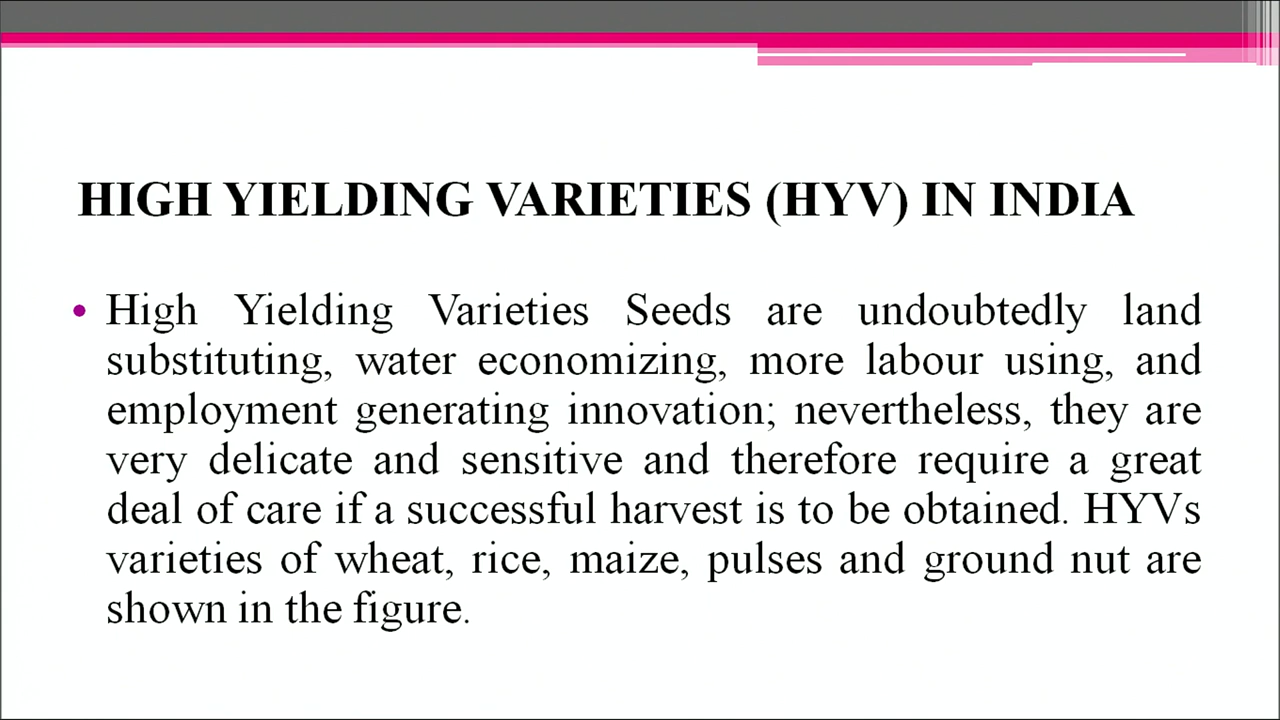 HIGH YIELDING VARIETIES (HYV) IN INDIA
• High Yielding Varieties Seeds are undoubtedly land
substituting, water economizing, more labour using, and
employment generating innovation; nevertheless, they are
very delicate and sensitive and therefore require a great
deal of care if a successful harvest is to be obtained. HYVs
varieties of wheat, rice, maize, pulses and ground nut are
shown in the figure.